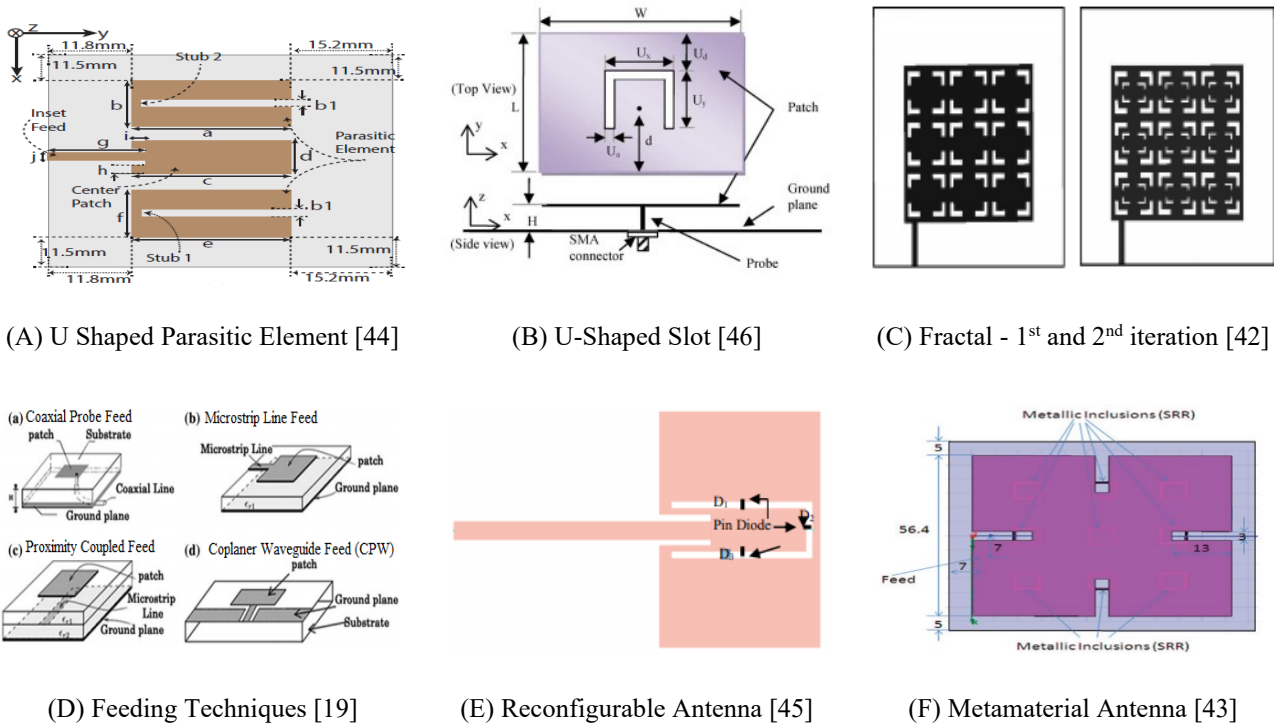 z
y
x
11.8mm
15.2mm
Stub 2
11.5mm
11.5mm
b
b1
Inset
Feed
a
i
Parasitic
Element
g
j
d
h
c
Center
Patch
f
b1
e
11.5mm
11.5mm
Stub 1
11.8mm
15.2mm
(A) U Shaped Parasitic Element [44]
W
Ux
Ud
(Top View)
L
Uy
Patch
y
x
d
Ua
z
x
H
Ground
plane
(Side view)
SMA
connector
Probe
(B) U-Shaped Slot [46]
(C) Fractal - 1st and 2nd iteration [42]
(a) Coaxial Probe Feed
patch
Substrate
H
Coaxial Line
Ground plane
(b) Microstrip Line Feed
Microstrip Line
patch
Ground plane
εr1
(c) Proximity Coupled Feed
patch
Microstrip
Line
εr1
εr2
Ground plane
(d) Coplaner Waveguide Feed (CPW)
patch
Ground plane
Substrate
(D) Feeding Techniques [19]
D1
Pin Diode
D2
D3
(E) Reconfigurable Antenna [45]
Metallic Inclusions (SRR)
5
56.4
3
7
13
Feed
7
5
Metallic Inclusions (SRR)
(F) Metamaterial Antenna [43]